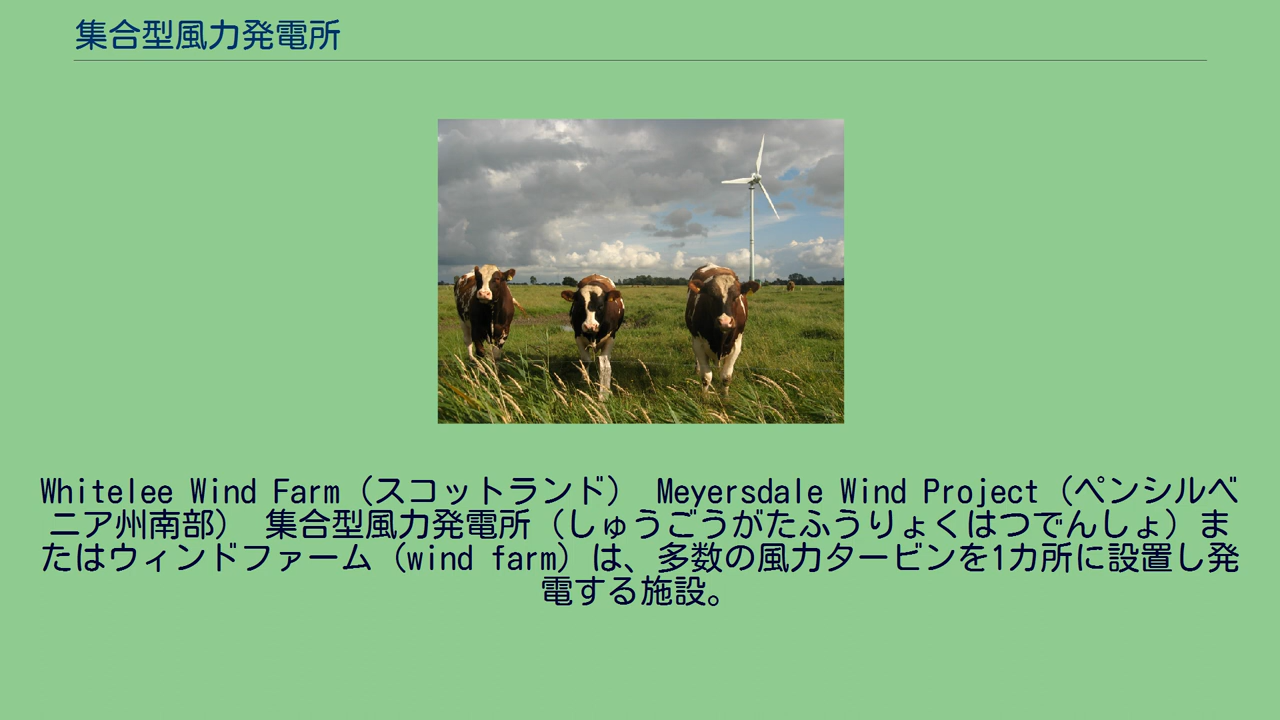 集合型風力発電所
Whitelee Wind Farm（スコットランド） Meyersdale Wind Project（ペンシルベ
ニア州南部） 集合型風力発電所（しゅうごうがたふうりょくはつでんしょ）ま
たはウィンドファーム（wind farm）は、多数の風力タービンを1カ所に設置し発
電する施設。